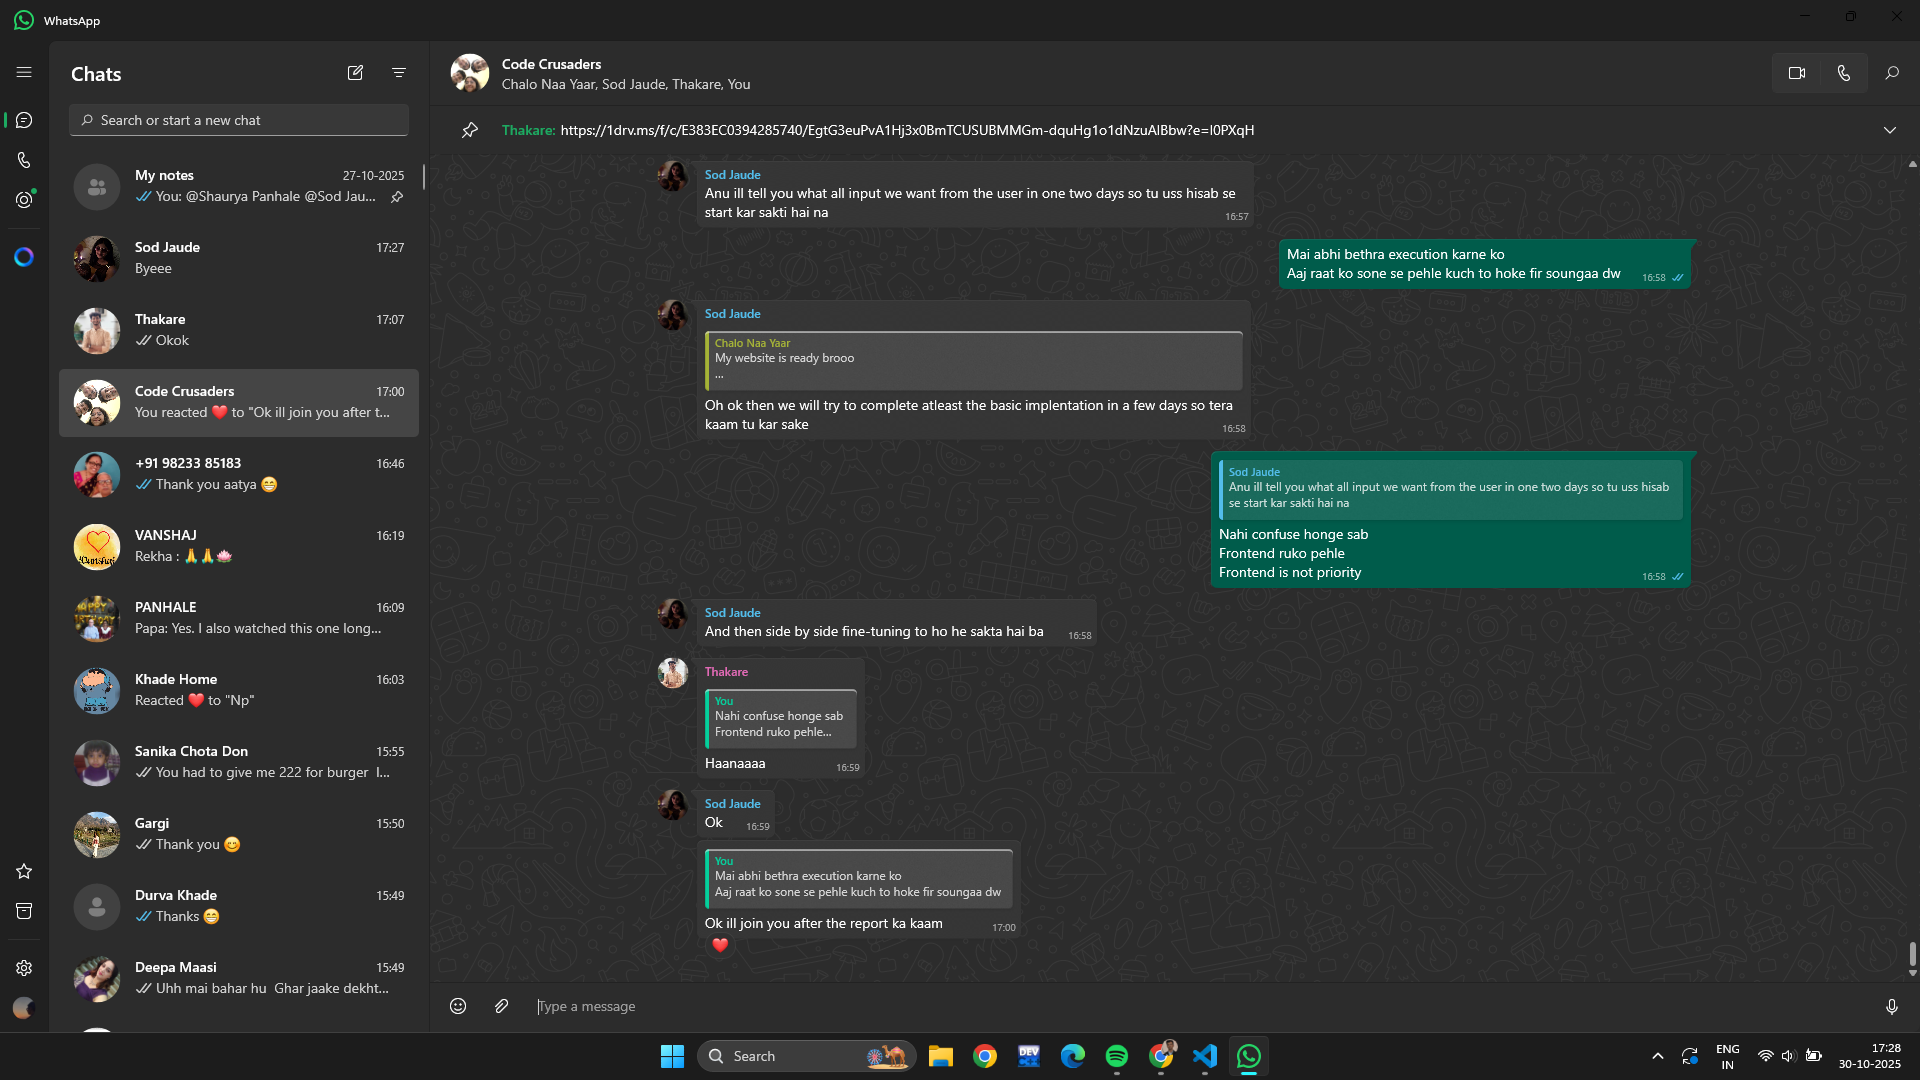 WhatsApp
Chats
Search or start a new chat
My notes
27-10-2025
You: @Shaurya Panhale @Sod Jau...
Sod Jaude
17:27
Byeee
Thakare
17:07
Okok
Code Crusaders
17:00
You reacted ❤️ to "Ok ill join you after t...
+91 98233 85183
16:46
Thank you aatya 😁
VANSHAJ
16:19
Rekha : 🙏🙏🪷
PANHALE
16:09
Papa: Yes. I also watched this one long...
Khade Home
16:03
Reacted ❤️ to "Np"
Sanika Chota Don
15:55
You had to give me 222 for burger I...
Gargi
15:50
Thank you 😊
Durva Khade
15:49
Thanks 😁
Deepa Maasi
15:49
Uhh mai bahar hu Ghar jaake dekht...
Code Crusaders
Chalo Naa Yaar, Sod Jaude, Thakare, You
Thakare: https://1drv.ms/f/c/E383EC0394285740/EgtG3euPvA1Hj3x0BmTCUSUBMMGm-dquHg1o1dNzuAlBbw?e=I0PXqH
Sod Jaude
Anu ill tell you what all input we want from the user in one two days so tu uss hisab se
start kar sakti hai na
16:57
Mai abhi bethra execution karne ko
Aaj raat ko sone se pehle kuch to hoke fir soungaa dw
16:58
Sod Jaude
Chalo Naa Yaar
My website is ready brooo
...
Oh ok then we will try to complete atleast the basic implentation in a few days so tera
kaam tu kar sake
16:58
Sod Jaude
Anu ill tell you what all input we want from the user in one two days so tu uss hisab
se start kar sakti hai na
Nahi confuse honge sab
Frontend ruko pehle
Frontend is not priority
16:58
Sod Jaude
And then side by side fine-tuning to ho he sakta hai ba
16:58
Thakare
You
Nahi confuse honge sab
Frontend ruko pehle...
Haanaaaa
16:59
Sod Jaude
Ok
16:59
You
Mai abhi bethra execution karne ko
Aaj raat ko sone se pehle kuch to hoke fir soungaa dw
Ok ill join you after the report ka kaam
17:00
❤️
Type a message
Search
DEV
ENG
IN
17:28
30-10-2025